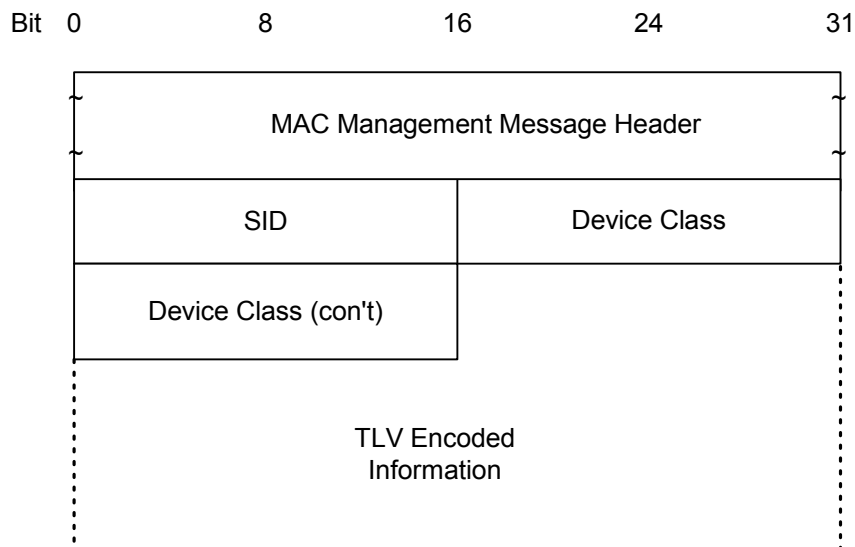 Bit 0 8 16 24 31
~ ~
MAC Management Message Header
~ ~
SID Device Class
Device Class (con't)
TLV Encoded
Information